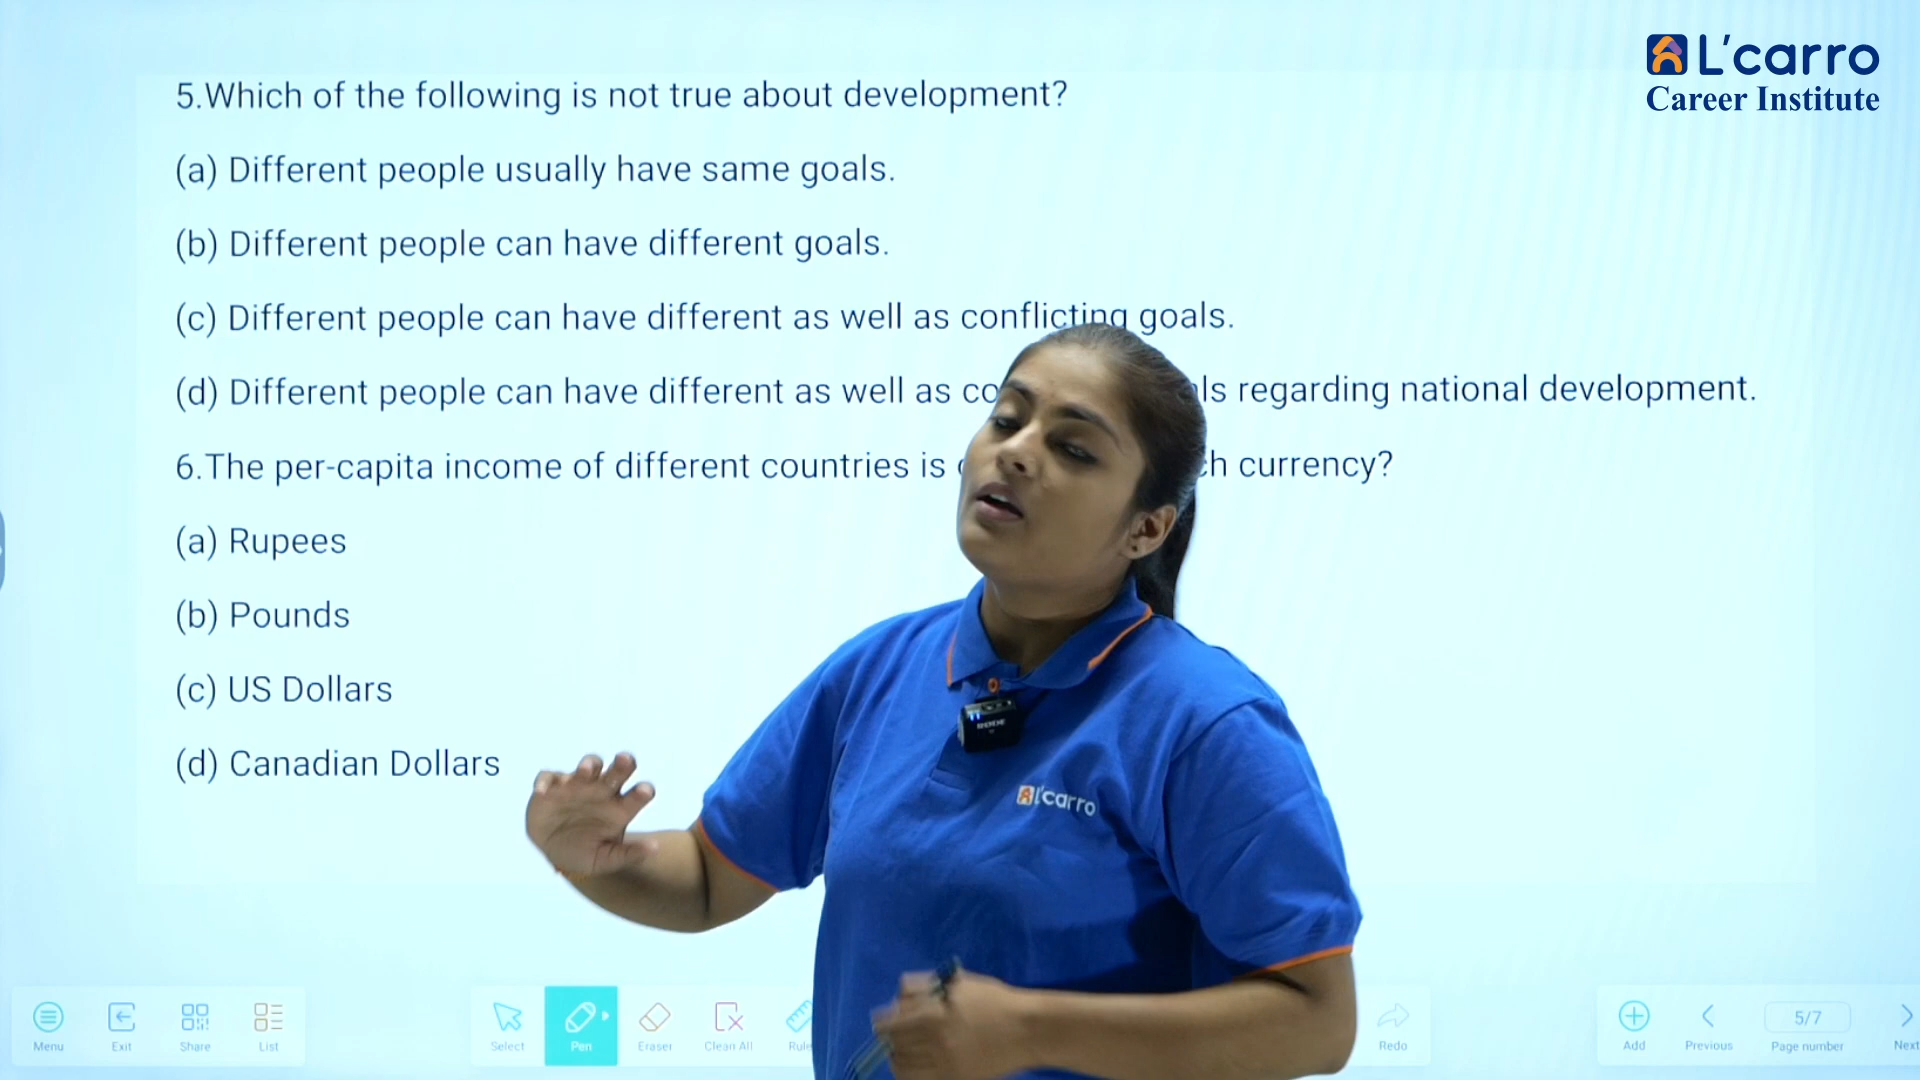 L'carro
Career Institute
5.Which of the following is not true about development?
(a) Different people usually have same goals.
(b) Different people can have different goals.
(c) Different people can have different as well as conflicting goals.
(d) Different people can have different as well as regarding national development.
6.The per-capita income of different countries is currency?
(a) Rupees
(b) Pounds
(c) US Dollars
(d) Canadian Dollars
RODE
L'carro
Menu Exit Share List Select Pen Eraser Clean All Redo Add Previous 5/7 Page number Next